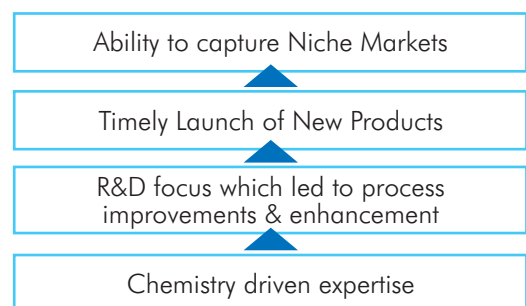 Ability to capture Niche Markets
Timely Launch of New Products
R&D focus which led to process
improvements & enhancement
Chemistry driven expertise